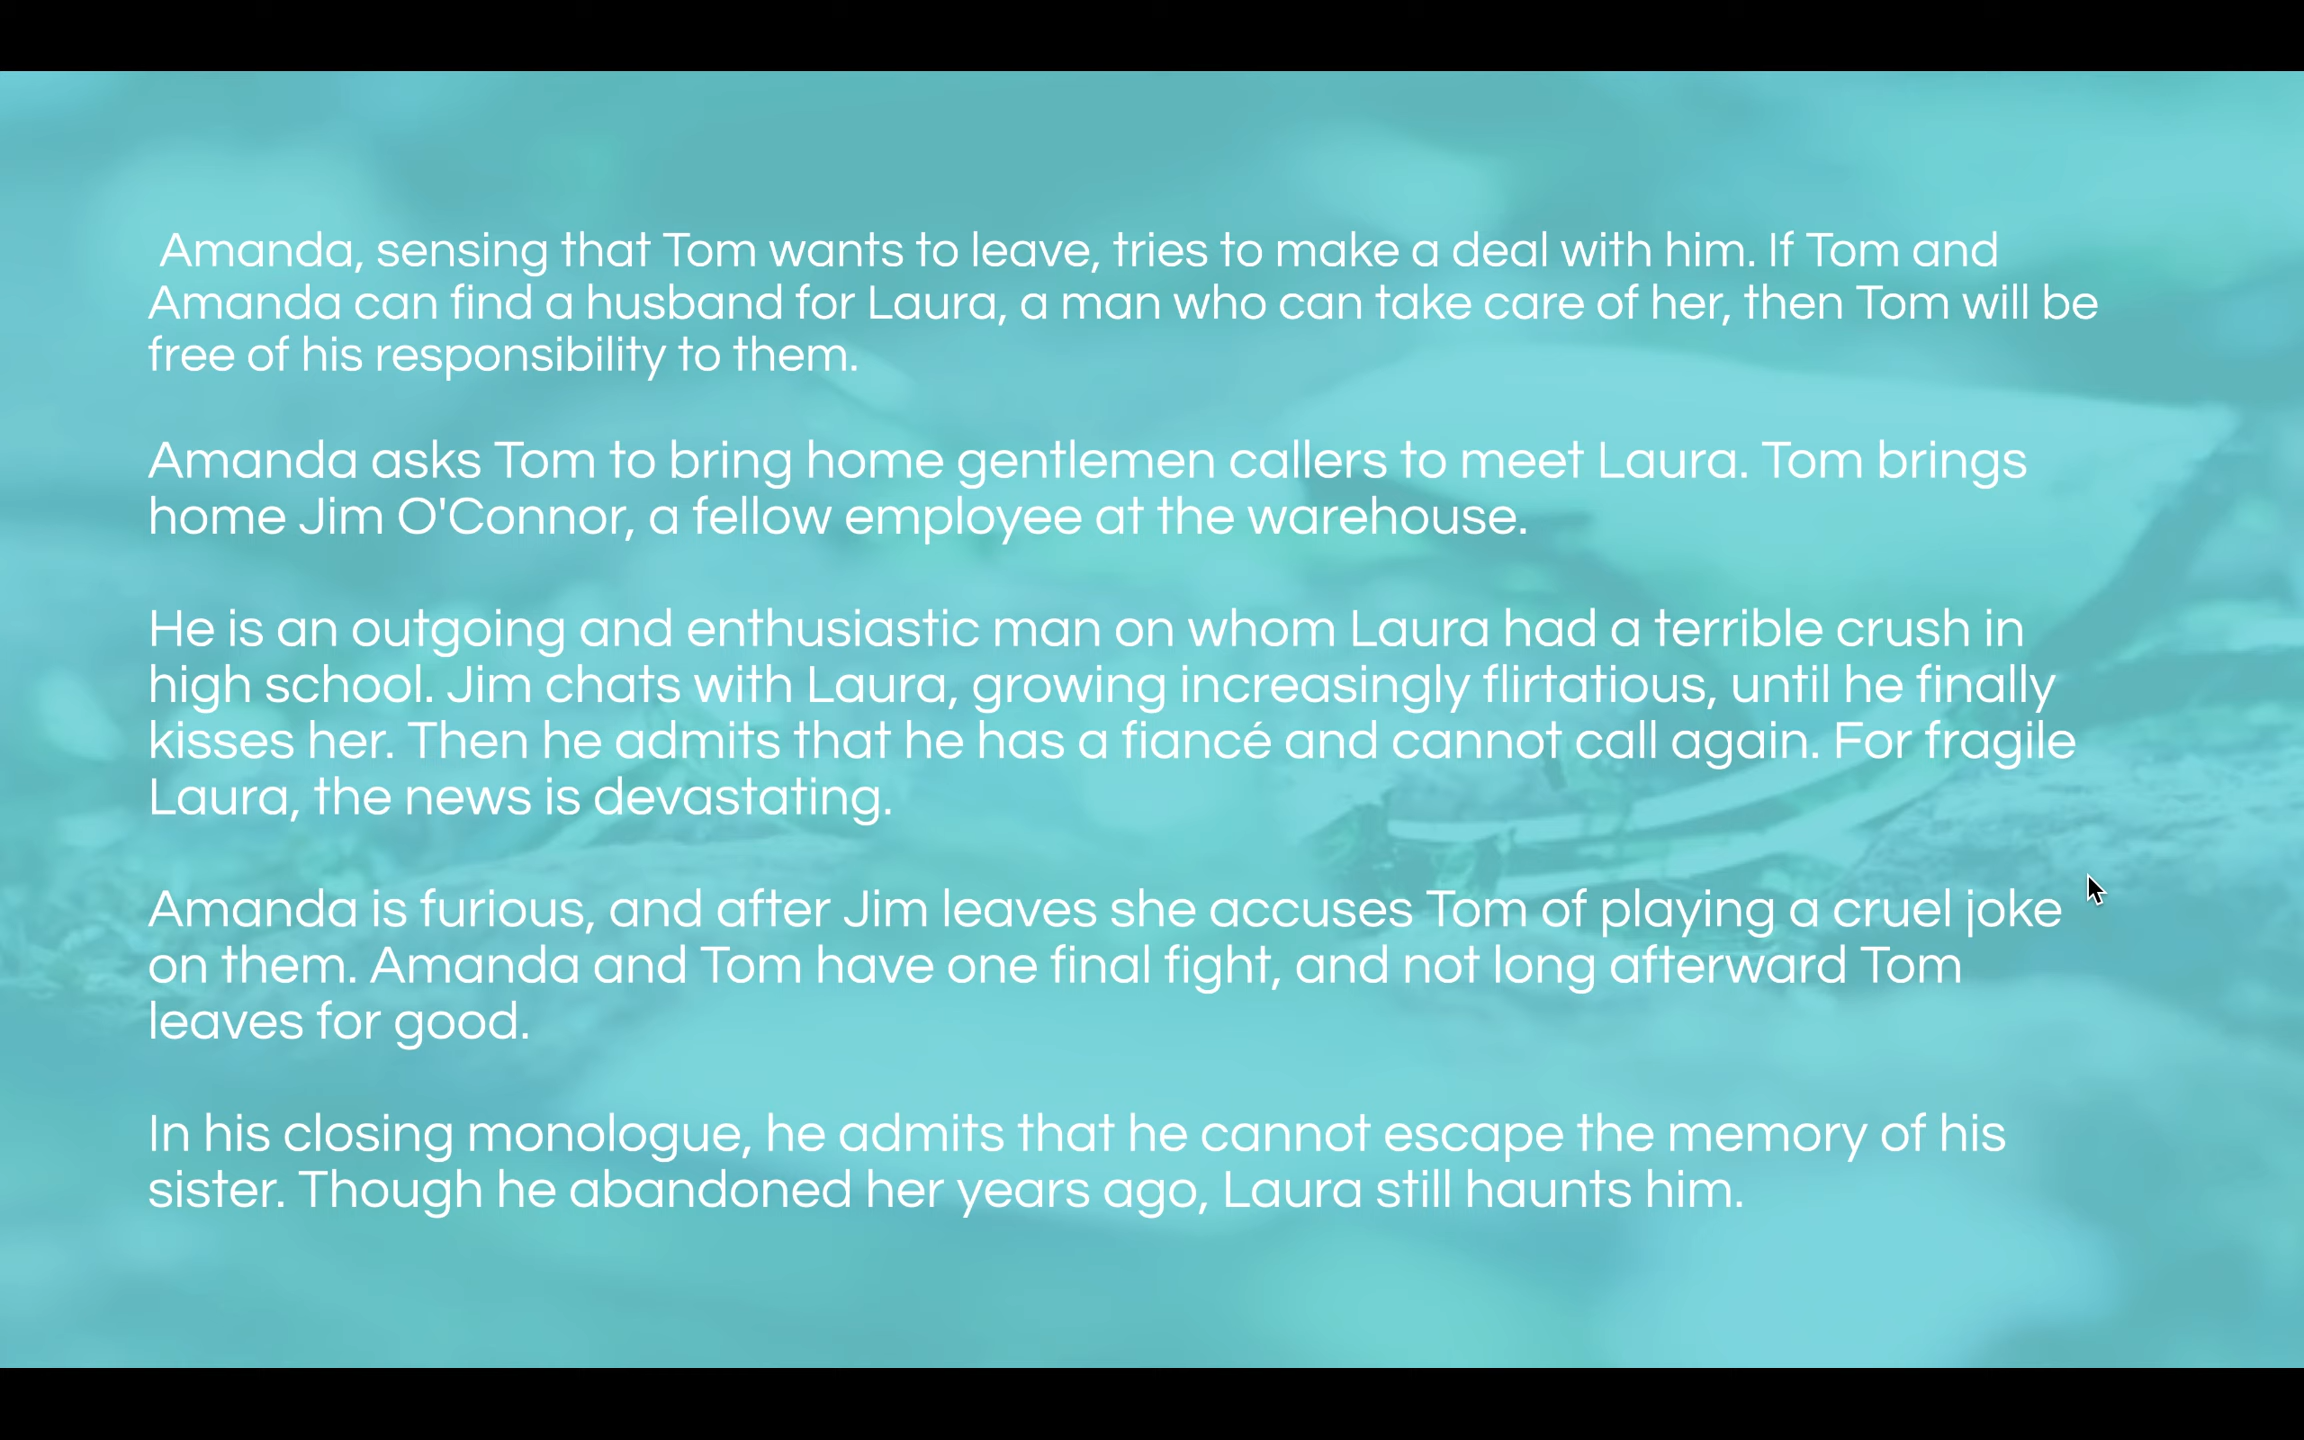 Amanda, sensing that Tom wants to leave, tries to make a deal with him. If Tom and
Amanda can find a husband for Laura, a man who can take care of her, then Tom will be
free of his responsibility to them.
Amanda asks Tom to bring home gentlemen callers to meet Laura. Tom brings
home Jim O'Connor, a fellow employee at the warehouse.
He is an outgoing and enthusiastic man on whom Laura had a terrible crush in
high school. Jim chats with Laura, growing increasingly flirtatious, until he finally
kisses her. Then he admits that he has a fiancé and cannot call again. For fragile
Laura, the news is devastating.
Amanda is furious, and after Jim leaves she accuses Tom of playing a cruel joke
on them. Amanda and Tom have one final fight, and not long afterward Tom
leaves for good.
In his closing monologue, he admits that he cannot escape the memory of his
sister. Though he abandoned her years ago, Laura still haunts him.